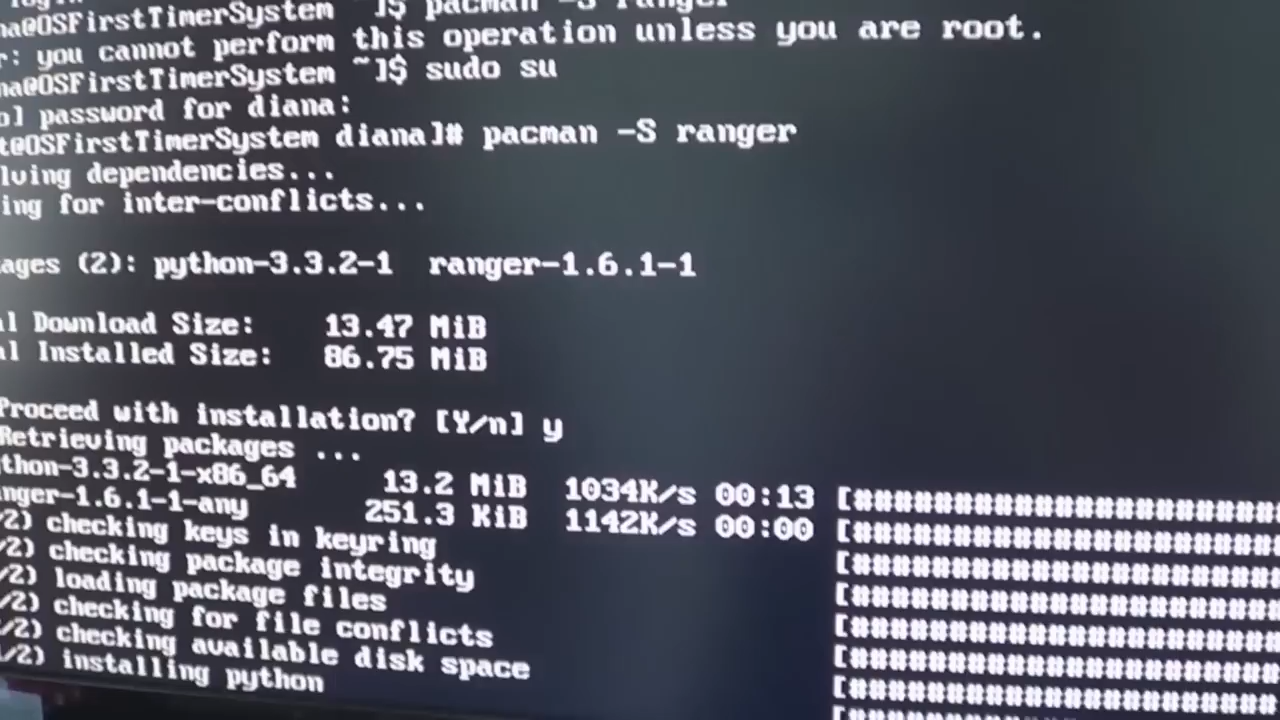 login
na@OSFirstTimerSystem ~]$ pacman -S ranger
r: you cannot perform this operation unless you are root.
na@OSFirstTimerSystem ~]$ sudo su
o] password for diana:
t@OSFirstTimerSystem diana]# pacman -S ranger
lving dependencies...
ing for inter-conflicts...
ages (2): python-3.3.2-1 ranger-1.6.1-1
al Download Size: 13.47 MiB
al Installed Size: 86.75 MiB
Proceed with installation? [Y/n] y
Retrieving packages ...
thon-3.3.2-1-x86_64 13.2 MiB 1034K/s 00:13 [######################
nger-1.6.1-1-any 251.3 KiB 1142K/s 00:00 [######################
/2) checking keys in keyring [######################
/2) checking package integrity [######################
/2) loading package files [######################
/2) checking for file conflicts [######################
/2) checking available disk space [######################
/2) installing python [######################